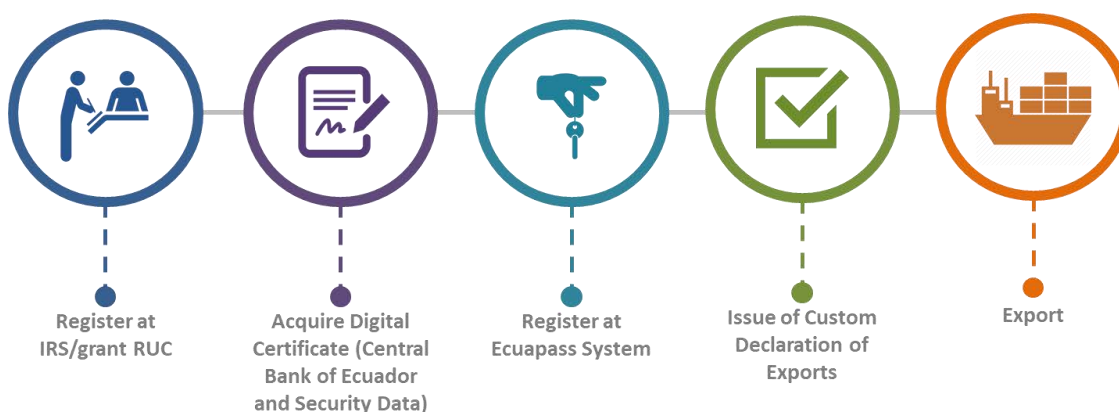 Register at
IRS/grant RUC
Acquire Digital
Certificate (Central
Bank of Ecuador
and Security Data)
Register at
Ecuapass System
Issue of Custom
Declaration of
Exports
Export